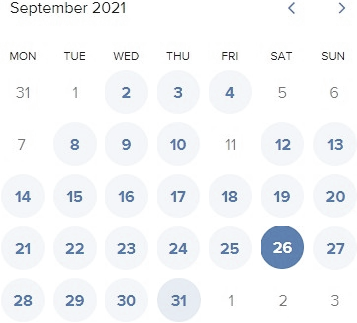 September 2021
MON TUE WED THU FRI SAT SUN
31 1 2 3 4 5 6
7 8 9 10 11 12 13
14 15 16 17 18 19 20
21 22 23 24 25 26 27
28 29 30 31 1 2 3